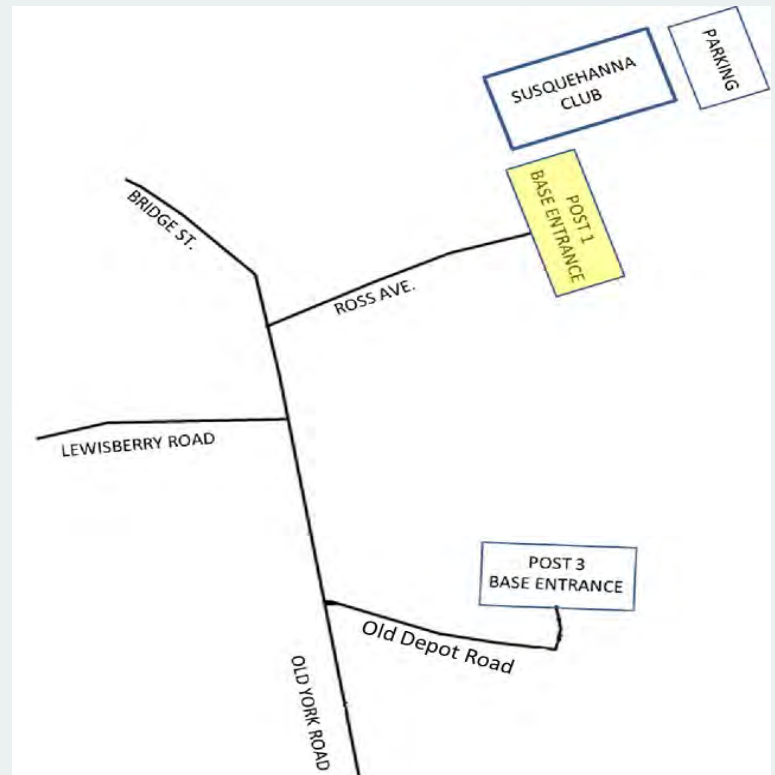 PARKING
SUSQUEHANNA
CLUB
POST 1
BASE ENTRANCE
BRIDGE ST.
ROSS AVE.
LEWISBERRY ROAD
POST 3
BASE ENTRANCE
Old Depot Road
OLD YORK ROAD